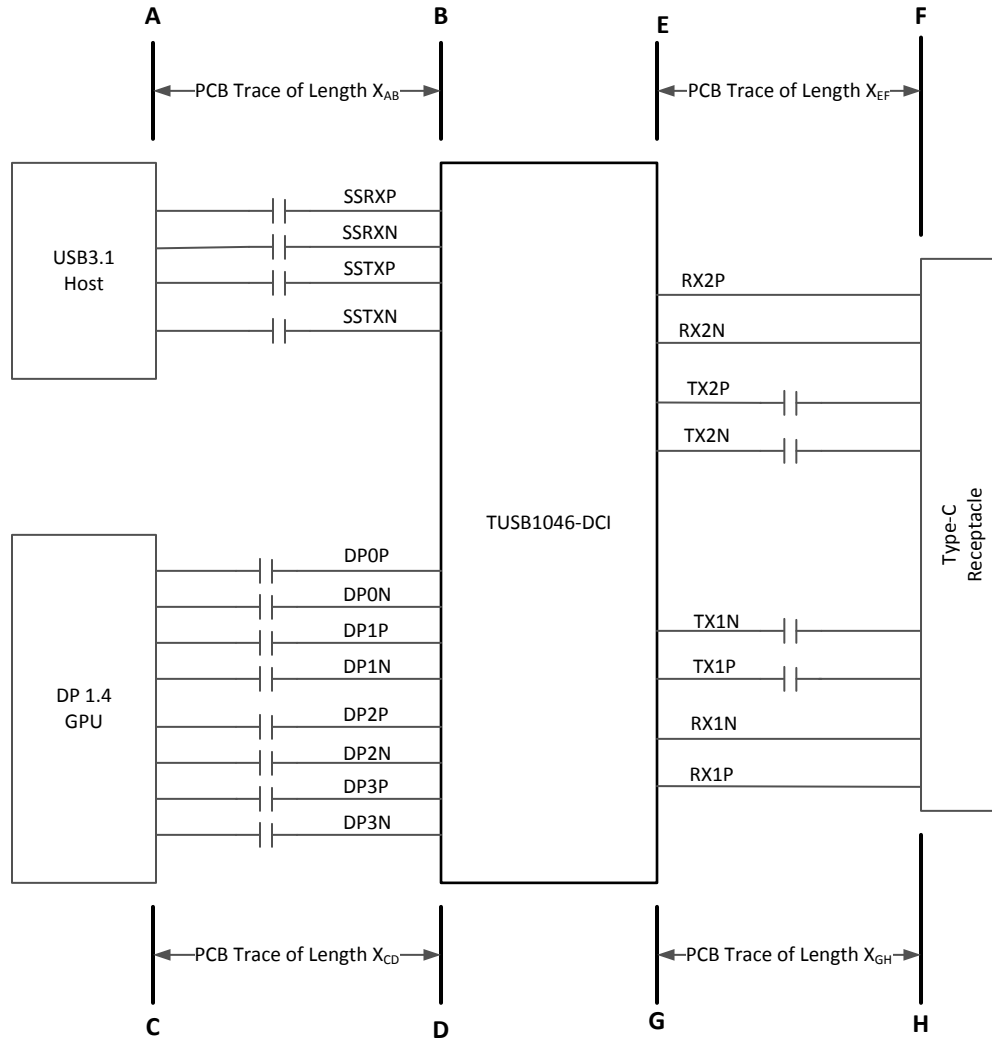 A
B
E
F
PCB Trace of Length XAB
PCB Trace of Length XEF
USB3.1
Host
SSRXP
SSRXN
SSTXP
SSTXN
RX2P
RX2N
TX2P
TX2N
TUSB1046-DCI
Type-C
Receptacle
DP 1.4
GPU
DP0P
DP0N
DP1P
DP1N
DP2P
DP2N
DP3P
DP3N
TX1N
TX1P
RX1N
RX1P
PCB Trace of Length XCD
PCB Trace of Length XGH
C
D
G
H